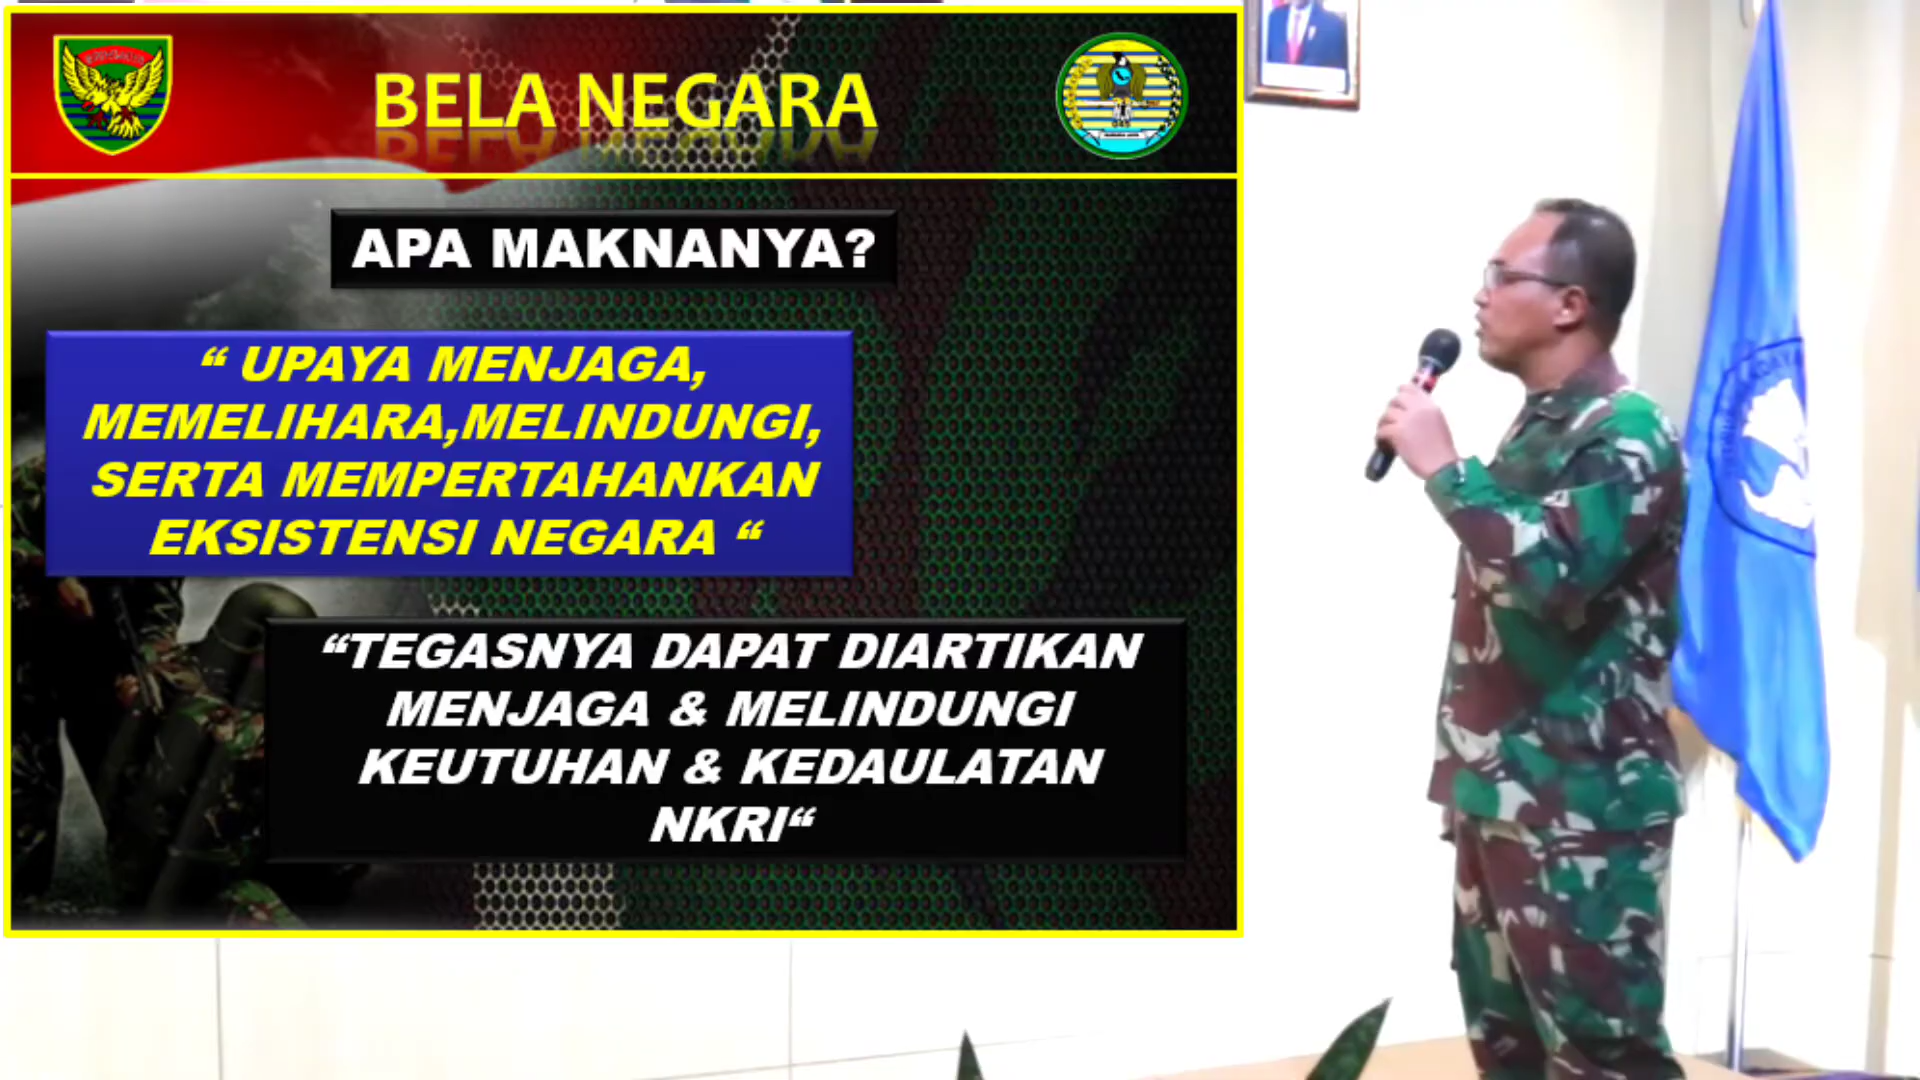 BELA NEGARA
APA MAKNANYA?
“ UPAYA MENJAGA,
MEMELIHARA,MELINDUNGI,
SERTA MEMPERTAHANKAN
EKSISTENSI NEGARA “
“TEGASNYA DAPAT DIARTIKAN
MENJAGA & MELINDUNGI
KEUTUHAN & KEDAULATAN
NKRI“